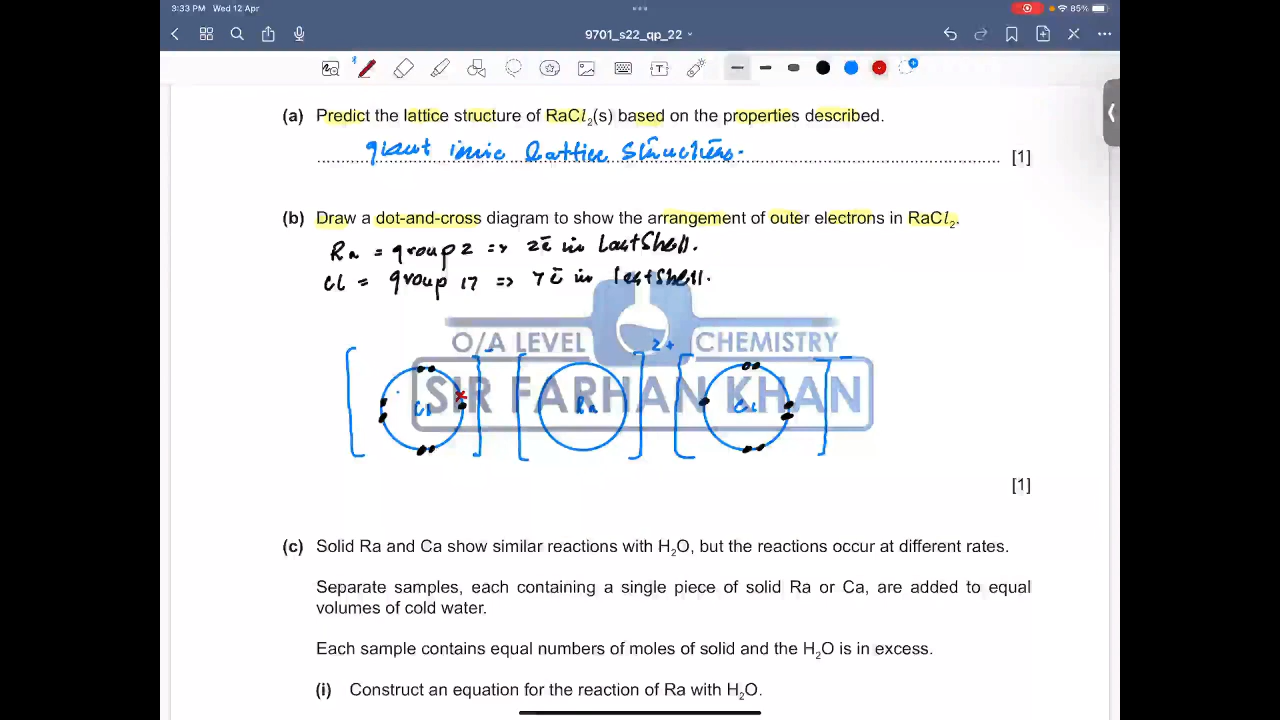 3:33 PM Wed 12 Apr
85%
9701_s22_qp_22
(a) Predict the lattice structure of RaCl₂(s) based on the properties described.
giant ionic lattice structure. [1]
(b) Draw a dot-and-cross diagram to show the arrangement of outer electrons in RaCl₂.
Ra = group 2 => 2ē in last shell.
Cl = group 17 => 7ē in last shell.
O/A LEVEL CHEMISTRY
SIR FARHAN KHAN
- 2+ -
Cl Ra Cl
[1]
(c) Solid Ra and Ca show similar reactions with H₂O, but the reactions occur at different rates.
Separate samples, each containing a single piece of solid Ra or Ca, are added to equal
volumes of cold water.
Each sample contains equal numbers of moles of solid and the H₂O is in excess.
(i) Construct an equation for the reaction of Ra with H₂O.